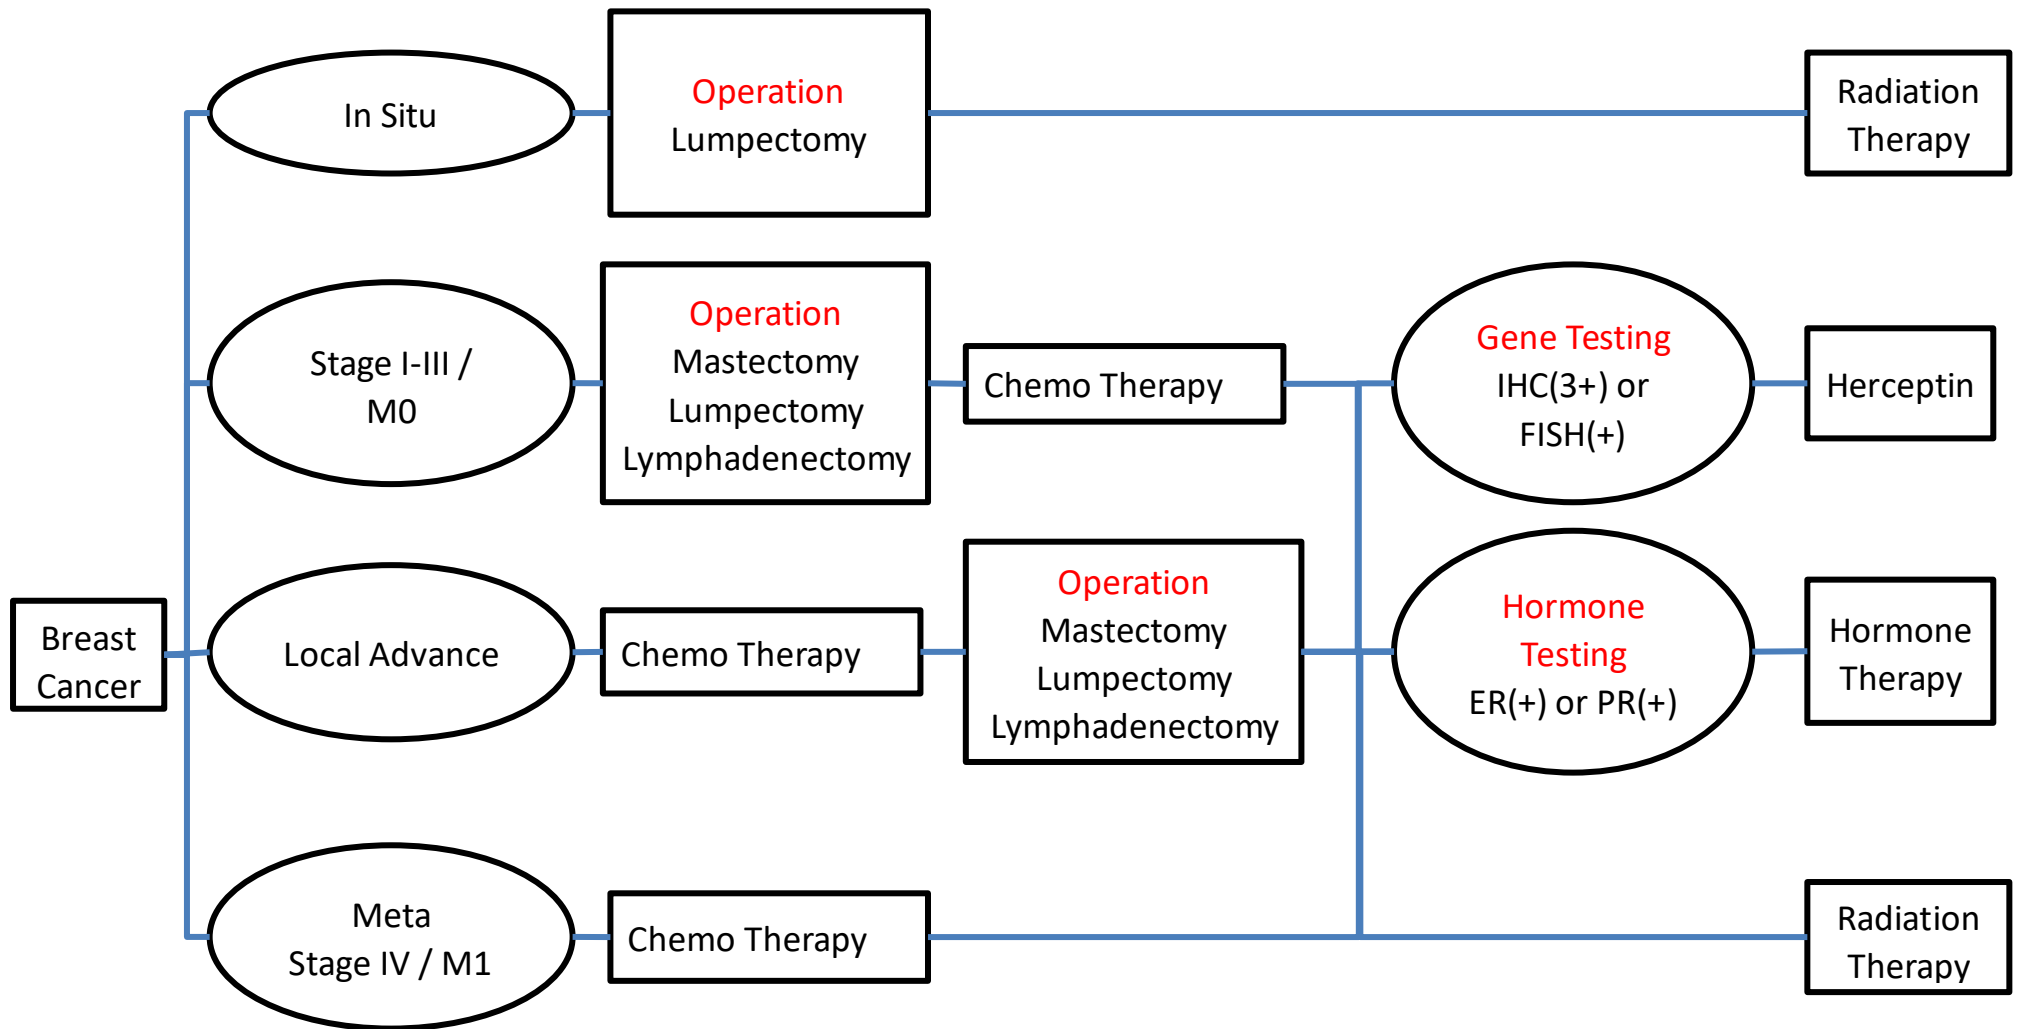 Operation
Lumpectomy
In Situ
Radiation
Therapy
Operation
Mastectomy
Lumpectomy
Lymphadenectomy
Stage I-III /
M0
Chemo Therapy
Gene Testing
IHC(3+) or
FISH(+)
Herceptin
Breast
Cancer
Local Advance
Chemo Therapy
Operation
Mastectomy
Lumpectomy
Lymphadenectomy
Hormone
Testing
ER(+) or PR(+)
Hormone
Therapy
Meta
Stage IV / M1
Chemo Therapy
Radiation
Therapy